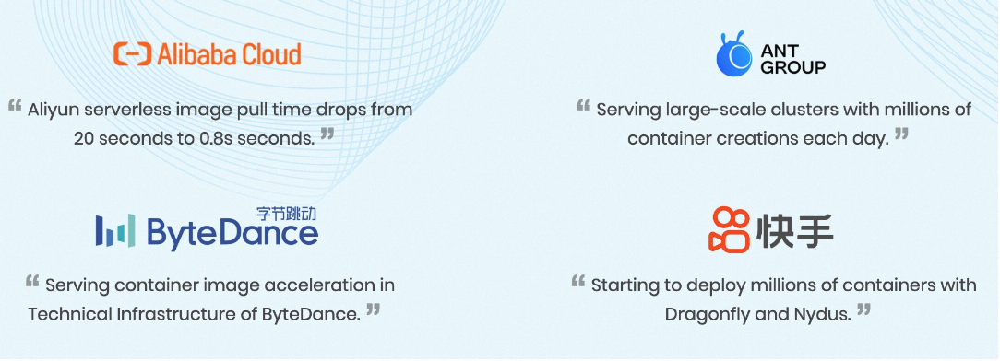 Alibaba Cloud
“ Aliyun serverless image pull time drops from
20 seconds to 0.8s seconds. ”
ANT
GROUP
“ Serving large-scale clusters with millions of
container creations each day. ”
字节跳动
ByteDance
“ Serving container image acceleration in
Technical Infrastructure of ByteDance. ”
快手
“ Starting to deploy millions of containers with
Dragonfly and Nydus. ”